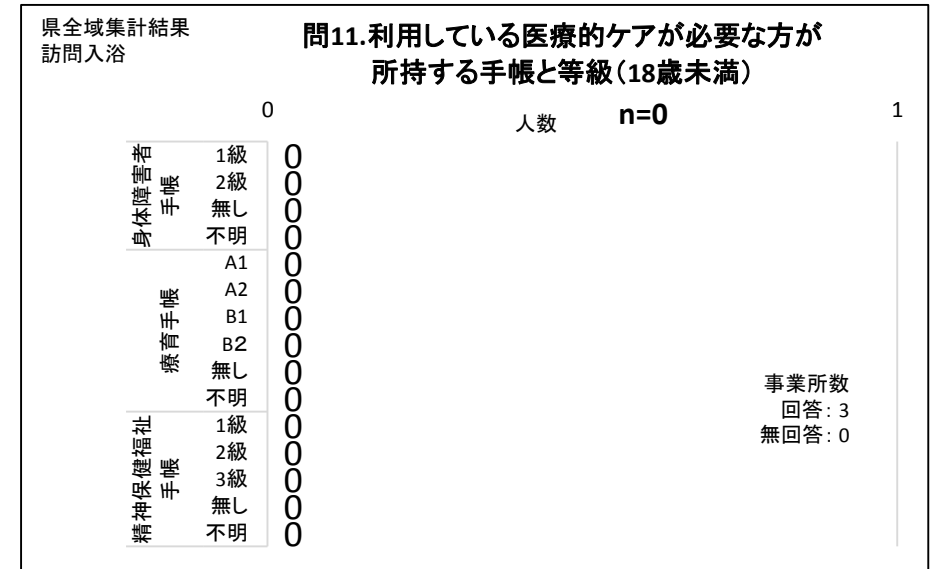 県全域集計結果
訪問入浴
問11.利用している医療的ケアが必要な方が
所持する手帳と等級（18歳未満）
0 人数 n=0 1
身体障害者
手帳
1級 0
2級 0
無し 0
不明 0
療育手帳
A1 0
A2 0
B1 0
B2 0
無し 0
不明 0
精神保健福祉
手帳
1級 0
2級 0
3級 0
無し 0
不明 0
事業所数
回答：3
無回答：0